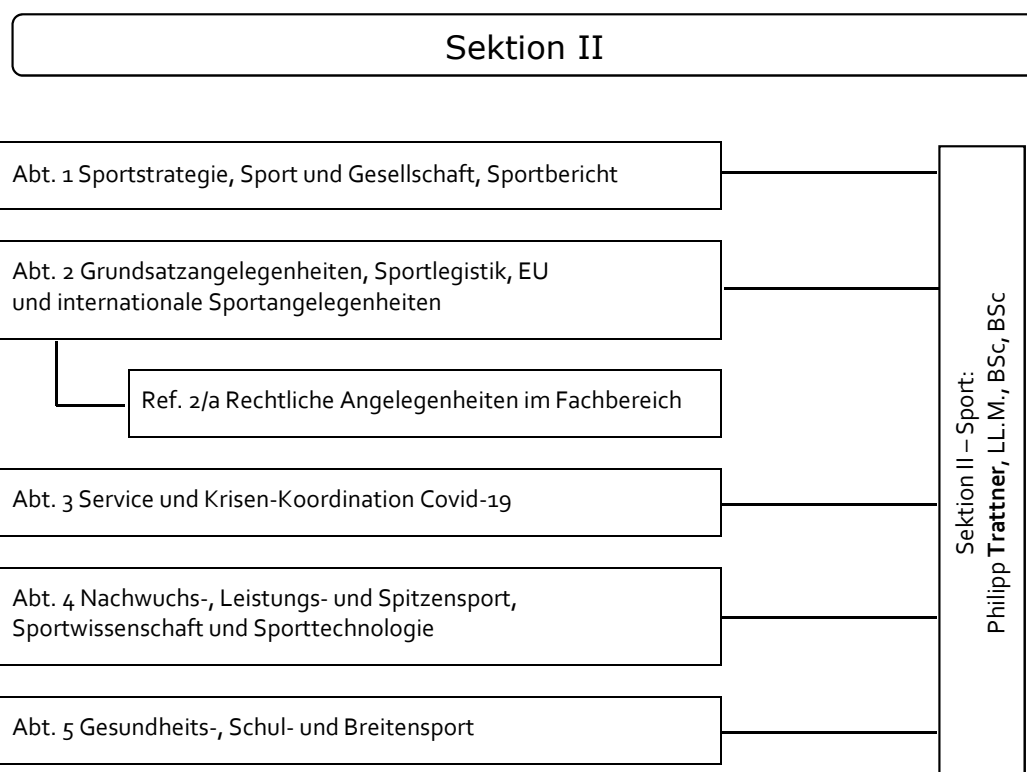 Sektion II
Abt. 1 Sportstrategie, Sport und Gesellschaft, Sportbericht
Abt. 2 Grundsatzangelegenheiten, Sportlegistik, EU
und internationale Sportangelegenheiten
Ref. 2/a Rechtliche Angelegenheiten im Fachbereich
Abt. 3 Service und Krisen-Koordination Covid-19
Abt. 4 Nachwuchs-, Leistungs- und Spitzensport,
Sportwissenschaft und Sporttechnologie
Abt. 5 Gesundheits-, Schul- und Breitensport
Sektion II – Sport:
Philipp Trattner, LL.M., BSc, BSc